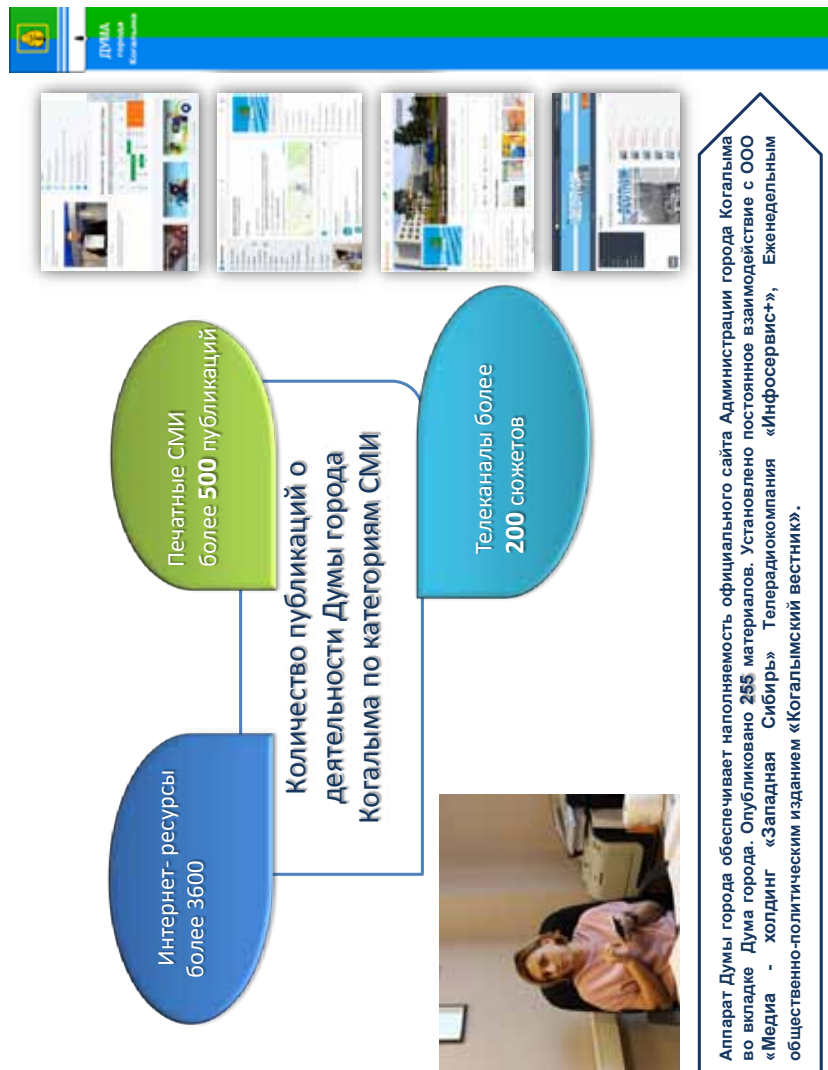 ДУМА
города
Когалыма
Интернет- ресурсы
более 3600
Печатные СМИ
более 500 публикаций
Количество публикаций о
деятельности Думы города
Когалыма по категориям СМИ
Телеканалы более
200 сюжетов
Аппарат Думы города обеспечивает наполняемость официального сайта Администрации города Когалыма
во вкладке Дума города. Опубликовано 255 материалов. Установлено постоянное взаимодействие с ООО
«Медиа - холдинг «Западная Сибирь» Телерадиокомпания «Инфосервис+», Еженедельным
общественно-политическим изданием «Когалымский вестник».